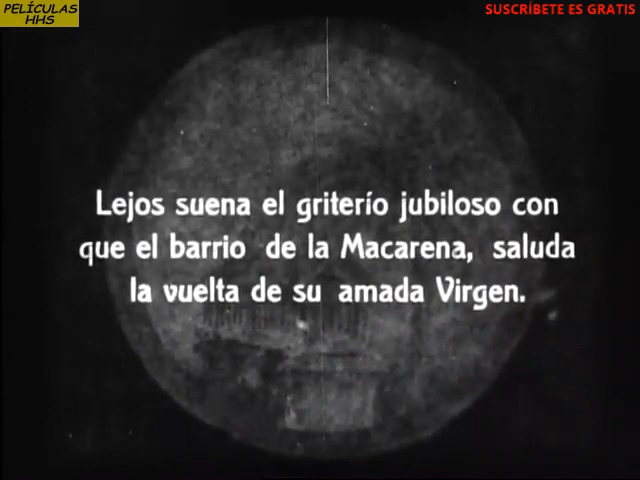 PELÍCULAS
HHS
SUSCRÍBETE ES GRATIS
Lejos suena el griterío jubiloso con
que el barrio de la Macarena, saluda
la vuelta de su amada Virgen.